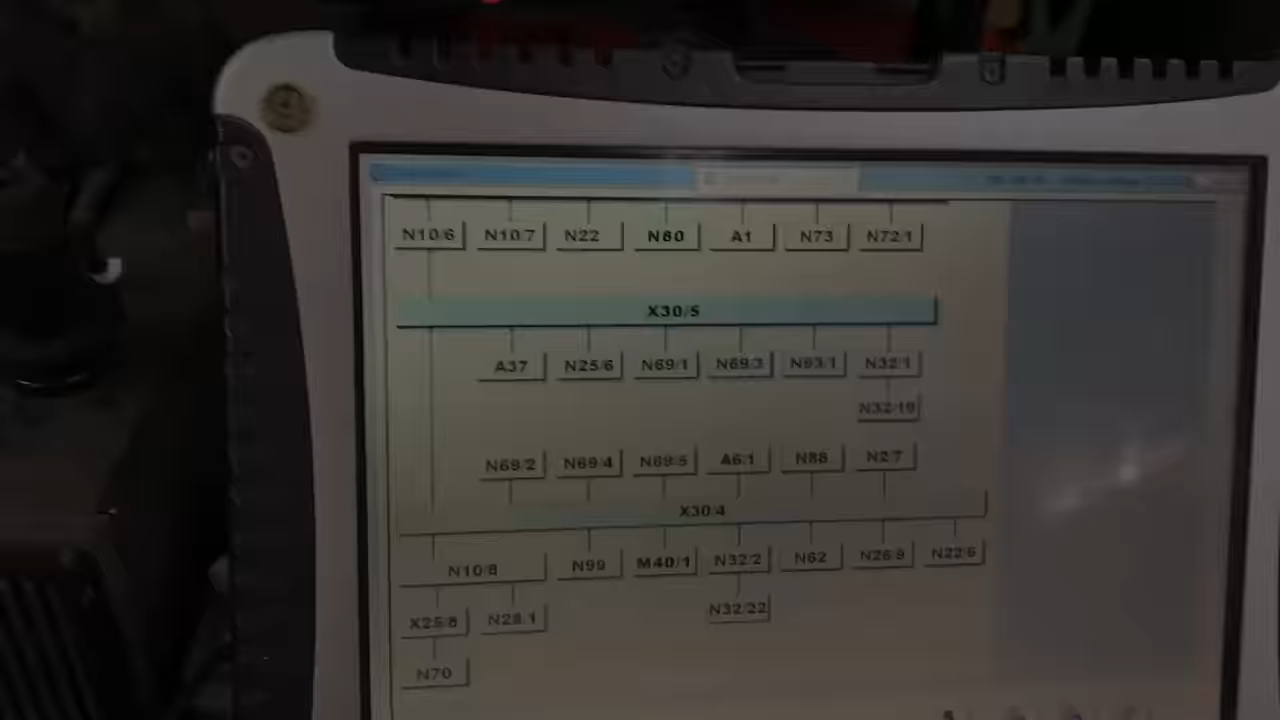 N10/6 N10/7 N22 N80 A1 N73 N72/1
X30/5
A37 N25/6 N69/1 N69/3 N93/1 N32/1
N32/19
N69/2 N69/4 N69/5 A6/1 N88 N2/7
X30/4
N10/8 N99 M40/1 N32/2 N62 N26/9 N22/6
X25/8 N28/1 N32/22
N70